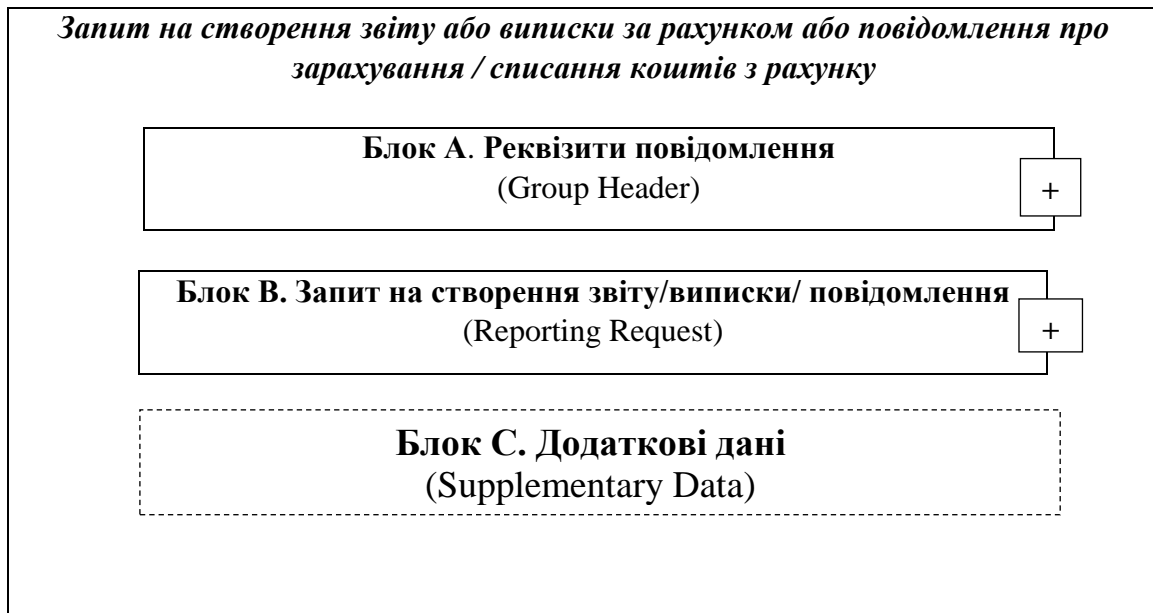 Запит на створення звіту або виписки за рахунком або повідомлення про
зарахування / списання коштів з рахунку
Блок А. Реквізити повідомлення
(Group Header)
+
Блок В. Запит на створення звіту/виписки/ повідомлення
(Reporting Request)
+
Блок С. Додаткові дані
(Supplementary Data)